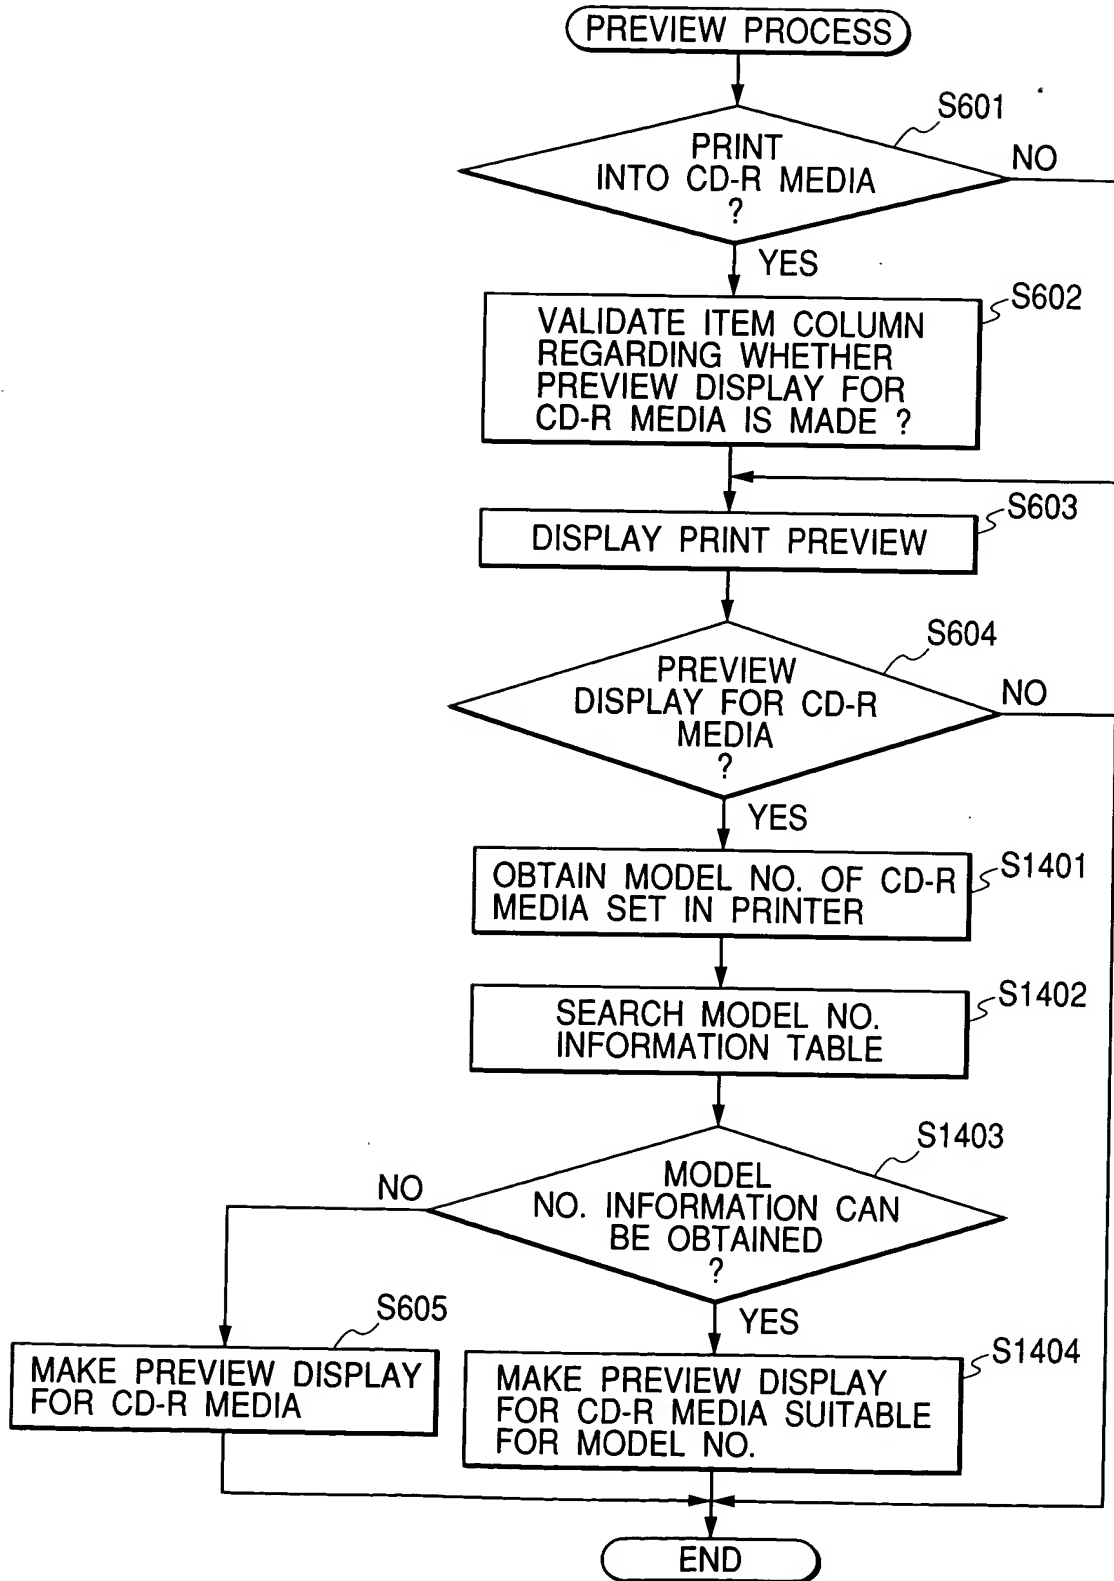 PREVIEW PROCESS
S601
PRINT
INTO CD-R MEDIA
?
NO
YES
S602
VALIDATE ITEM COLUMN
REGARDING WHETHER
PREVIEW DISPLAY FOR
CD-R MEDIA IS MADE ?
S603
DISPLAY PRINT PREVIEW
S604
PREVIEW
DISPLAY FOR CD-R
MEDIA
?
NO
YES
S1401
OBTAIN MODEL NO. OF CD-R
MEDIA SET IN PRINTER
S1402
SEARCH MODEL NO.
INFORMATION TABLE
S1403
MODEL
NO. INFORMATION CAN
BE OBTAINED
?
NO
YES
S605
MAKE PREVIEW DISPLAY
FOR CD-R MEDIA
S1404
MAKE PREVIEW DISPLAY
FOR CD-R MEDIA SUITABLE
FOR MODEL NO.
END